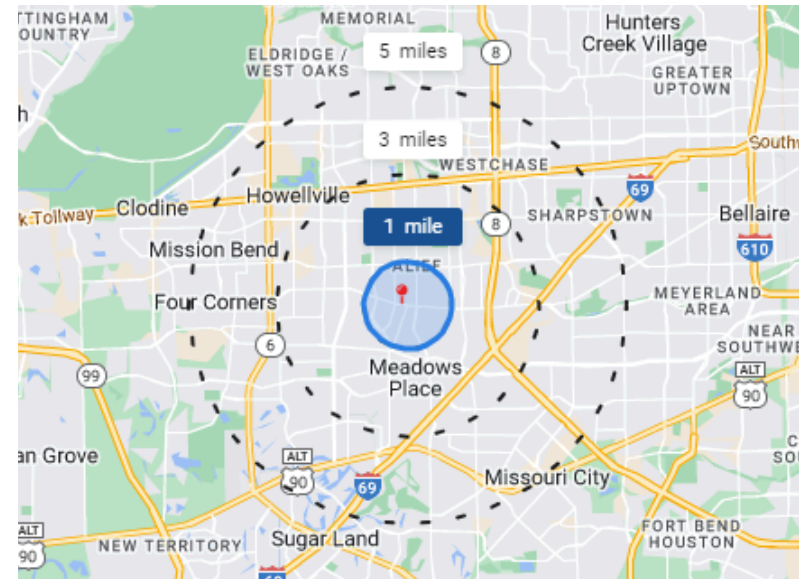 TTINGHAM
OUNTRY
MEMORIAL
Hunters
Creek Village
5 miles
8
ELDRIDGE /
WEST OAKS
GREATER
UPTOWN
h
3 miles
Southw
WESTCHASE
69
Howellville
k Tollway
Clodine
1 mile
8
SHARPSTOWN
Bellaire
610
Mission Bend
ALIEF
Four Corners
MEYERLAND
AREA
6
NEAR
SOUTHWE
Meadows
Place
99
ALT
90
an Grove
ALT
90
69
Missouri City
SOU
ALT
90
NEW TERRITORY
Sugar Land
FORT BEND
HOUSTON